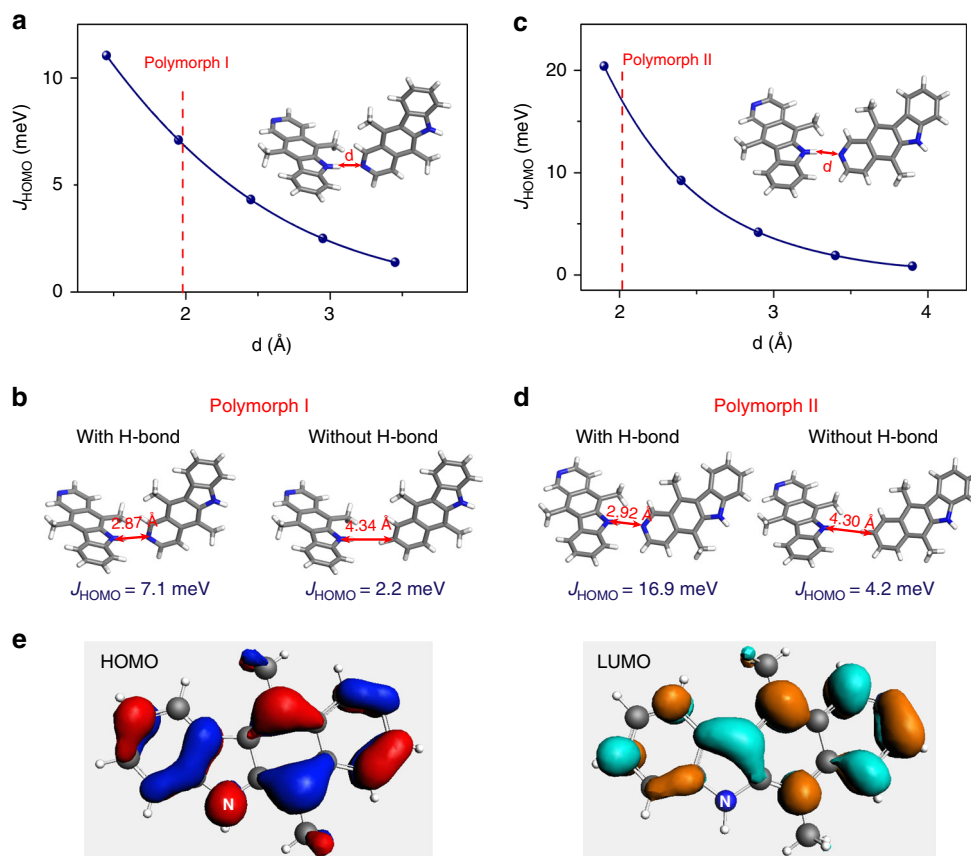 a
J_HOMO (meV)
10
5
0
Polymorph I
d
2
3
d (Å)
c
J_HOMO (meV)
20
10
0
Polymorph II
d
2
3
4
d (Å)
b
Polymorph I
With H-bond
Without H-bond
2.87 Å
4.34 Å
J_HOMO = 7.1 meV
J_HOMO = 2.2 meV
d
Polymorph II
With H-bond
Without H-bond
2.92 Å
4.30 Å
J_HOMO = 16.9 meV
J_HOMO = 4.2 meV
e
HOMO
N
LUMO
N